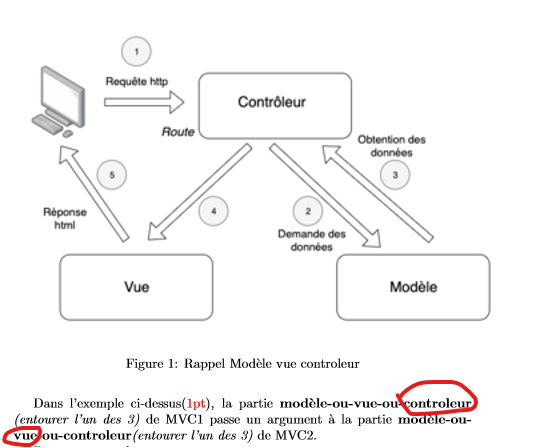 1
Requête http
Contrôleur
Route
Obtention des
données
5
3
Réponse
html
4
2
Demande des
données
Vue
Modèle
Figure 1: Rappel Modèle vue controleur
Dans l'exemple ci-dessus(1pt), la partie modèle-ou-vue-ou-controleur
(entourer l'un des 3) de MVC1 passe un argument à la partie modèle-ou-
vue-ou-controleur(entourer l'un des 3) de MVC2.